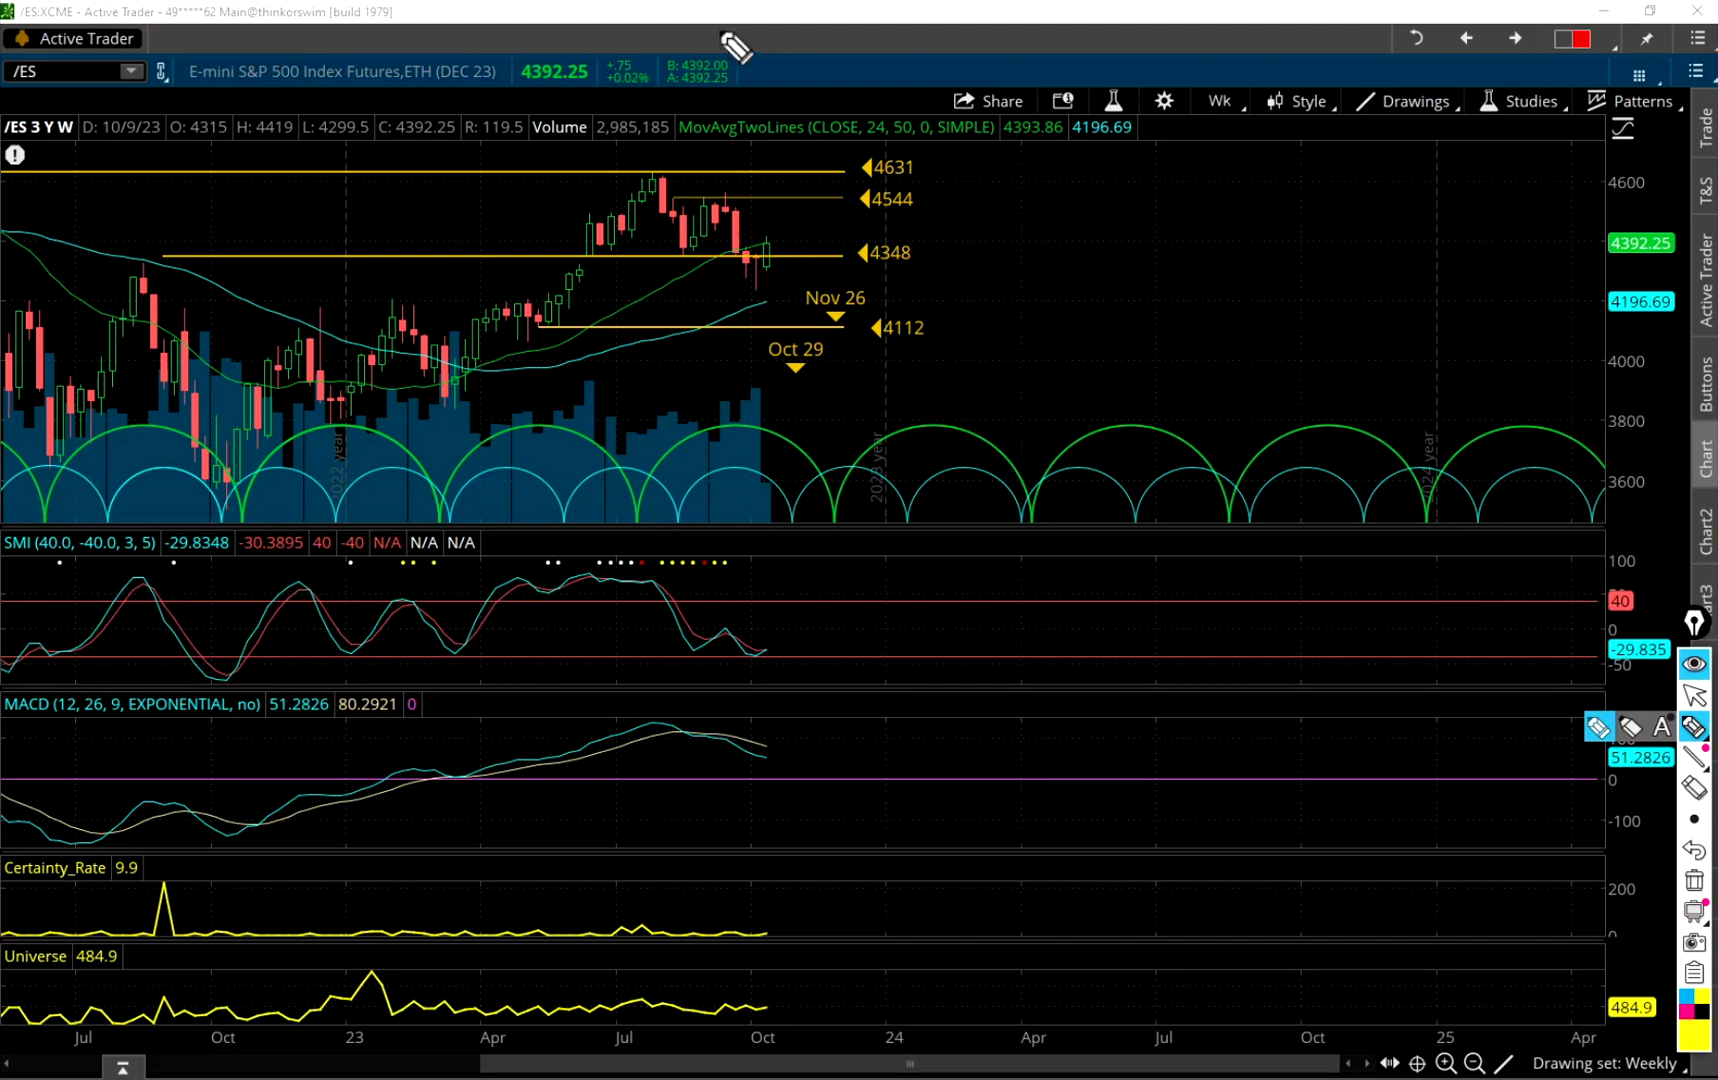 /ES:XCME - Active Trader - 49*****62 Main@thinkorswim [build 1979]
Active Trader
/ES E-mini S&P 500 Index Futures,ETH (DEC 23) 4392.25 +.75 +0.02% B: 4392.00 A: 4392.25
Share Wk Style Drawings Studies Patterns
/ES 3 Y W D: 10/9/23 O: 4315 H: 4419 L: 4299.5 C: 4392.25 R: 119.5 Volume 2,985,185 MovAvgTwoLines (CLOSE, 24, 50, 0, SIMPLE) 4393.86 4196.69
4631
4544
4348
Nov 26
4112
Oct 29
4600
4392.25
4196.69
4000
3800
3600
2022 year
2023 year
2024 year
SMI (40.0, -40.0, 3, 5) -29.8348 -30.3895 40 -40 N/A N/A N/A
100
40
0
-29.835
-50
MACD (12, 26, 9, EXPONENTIAL, no) 51.2826 80.2921 0
A
51.2826
0
-100
Certainty_Rate 9.9
200
0
Universe 484.9
484.9
Jul Oct 23 Apr Jul Oct 24 Apr Jul Oct 25 Apr
Drawing set: Weekly
Trade
T&S
Active Trader
Buttons
Chart
Chart2